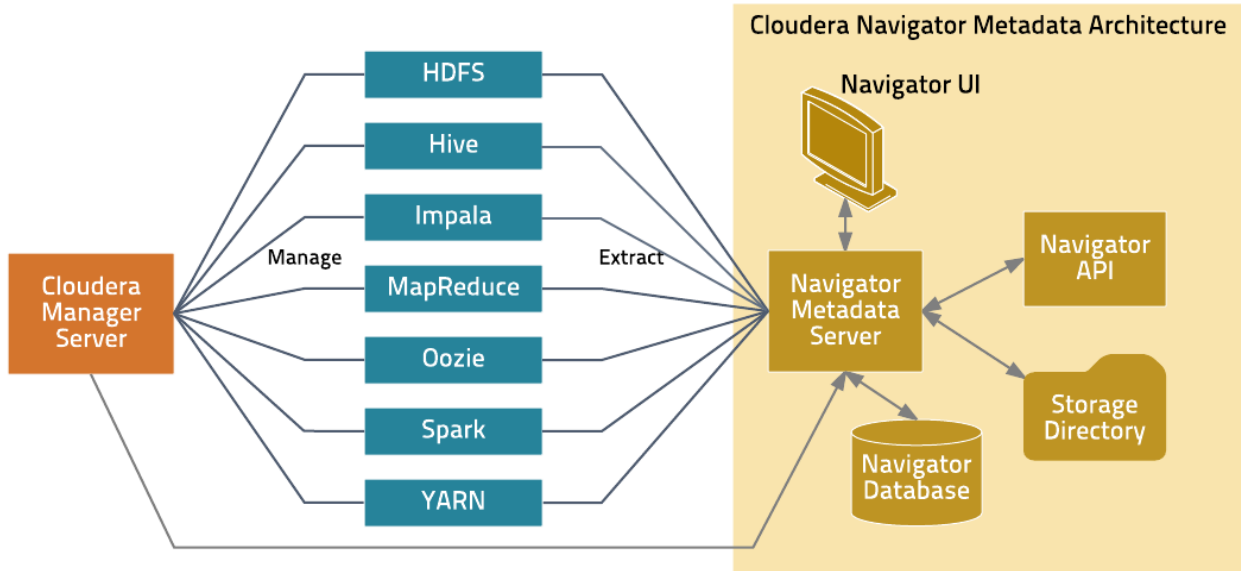 Cloudera Navigator Metadata Architecture
Navigator UI
HDFS
Hive
Impala
Manage
Extract
MapReduce
Oozie
Spark
YARN
Cloudera
Manager
Server
Navigator
Metadata
Server
Navigator
API
Storage
Directory
Navigator
Database